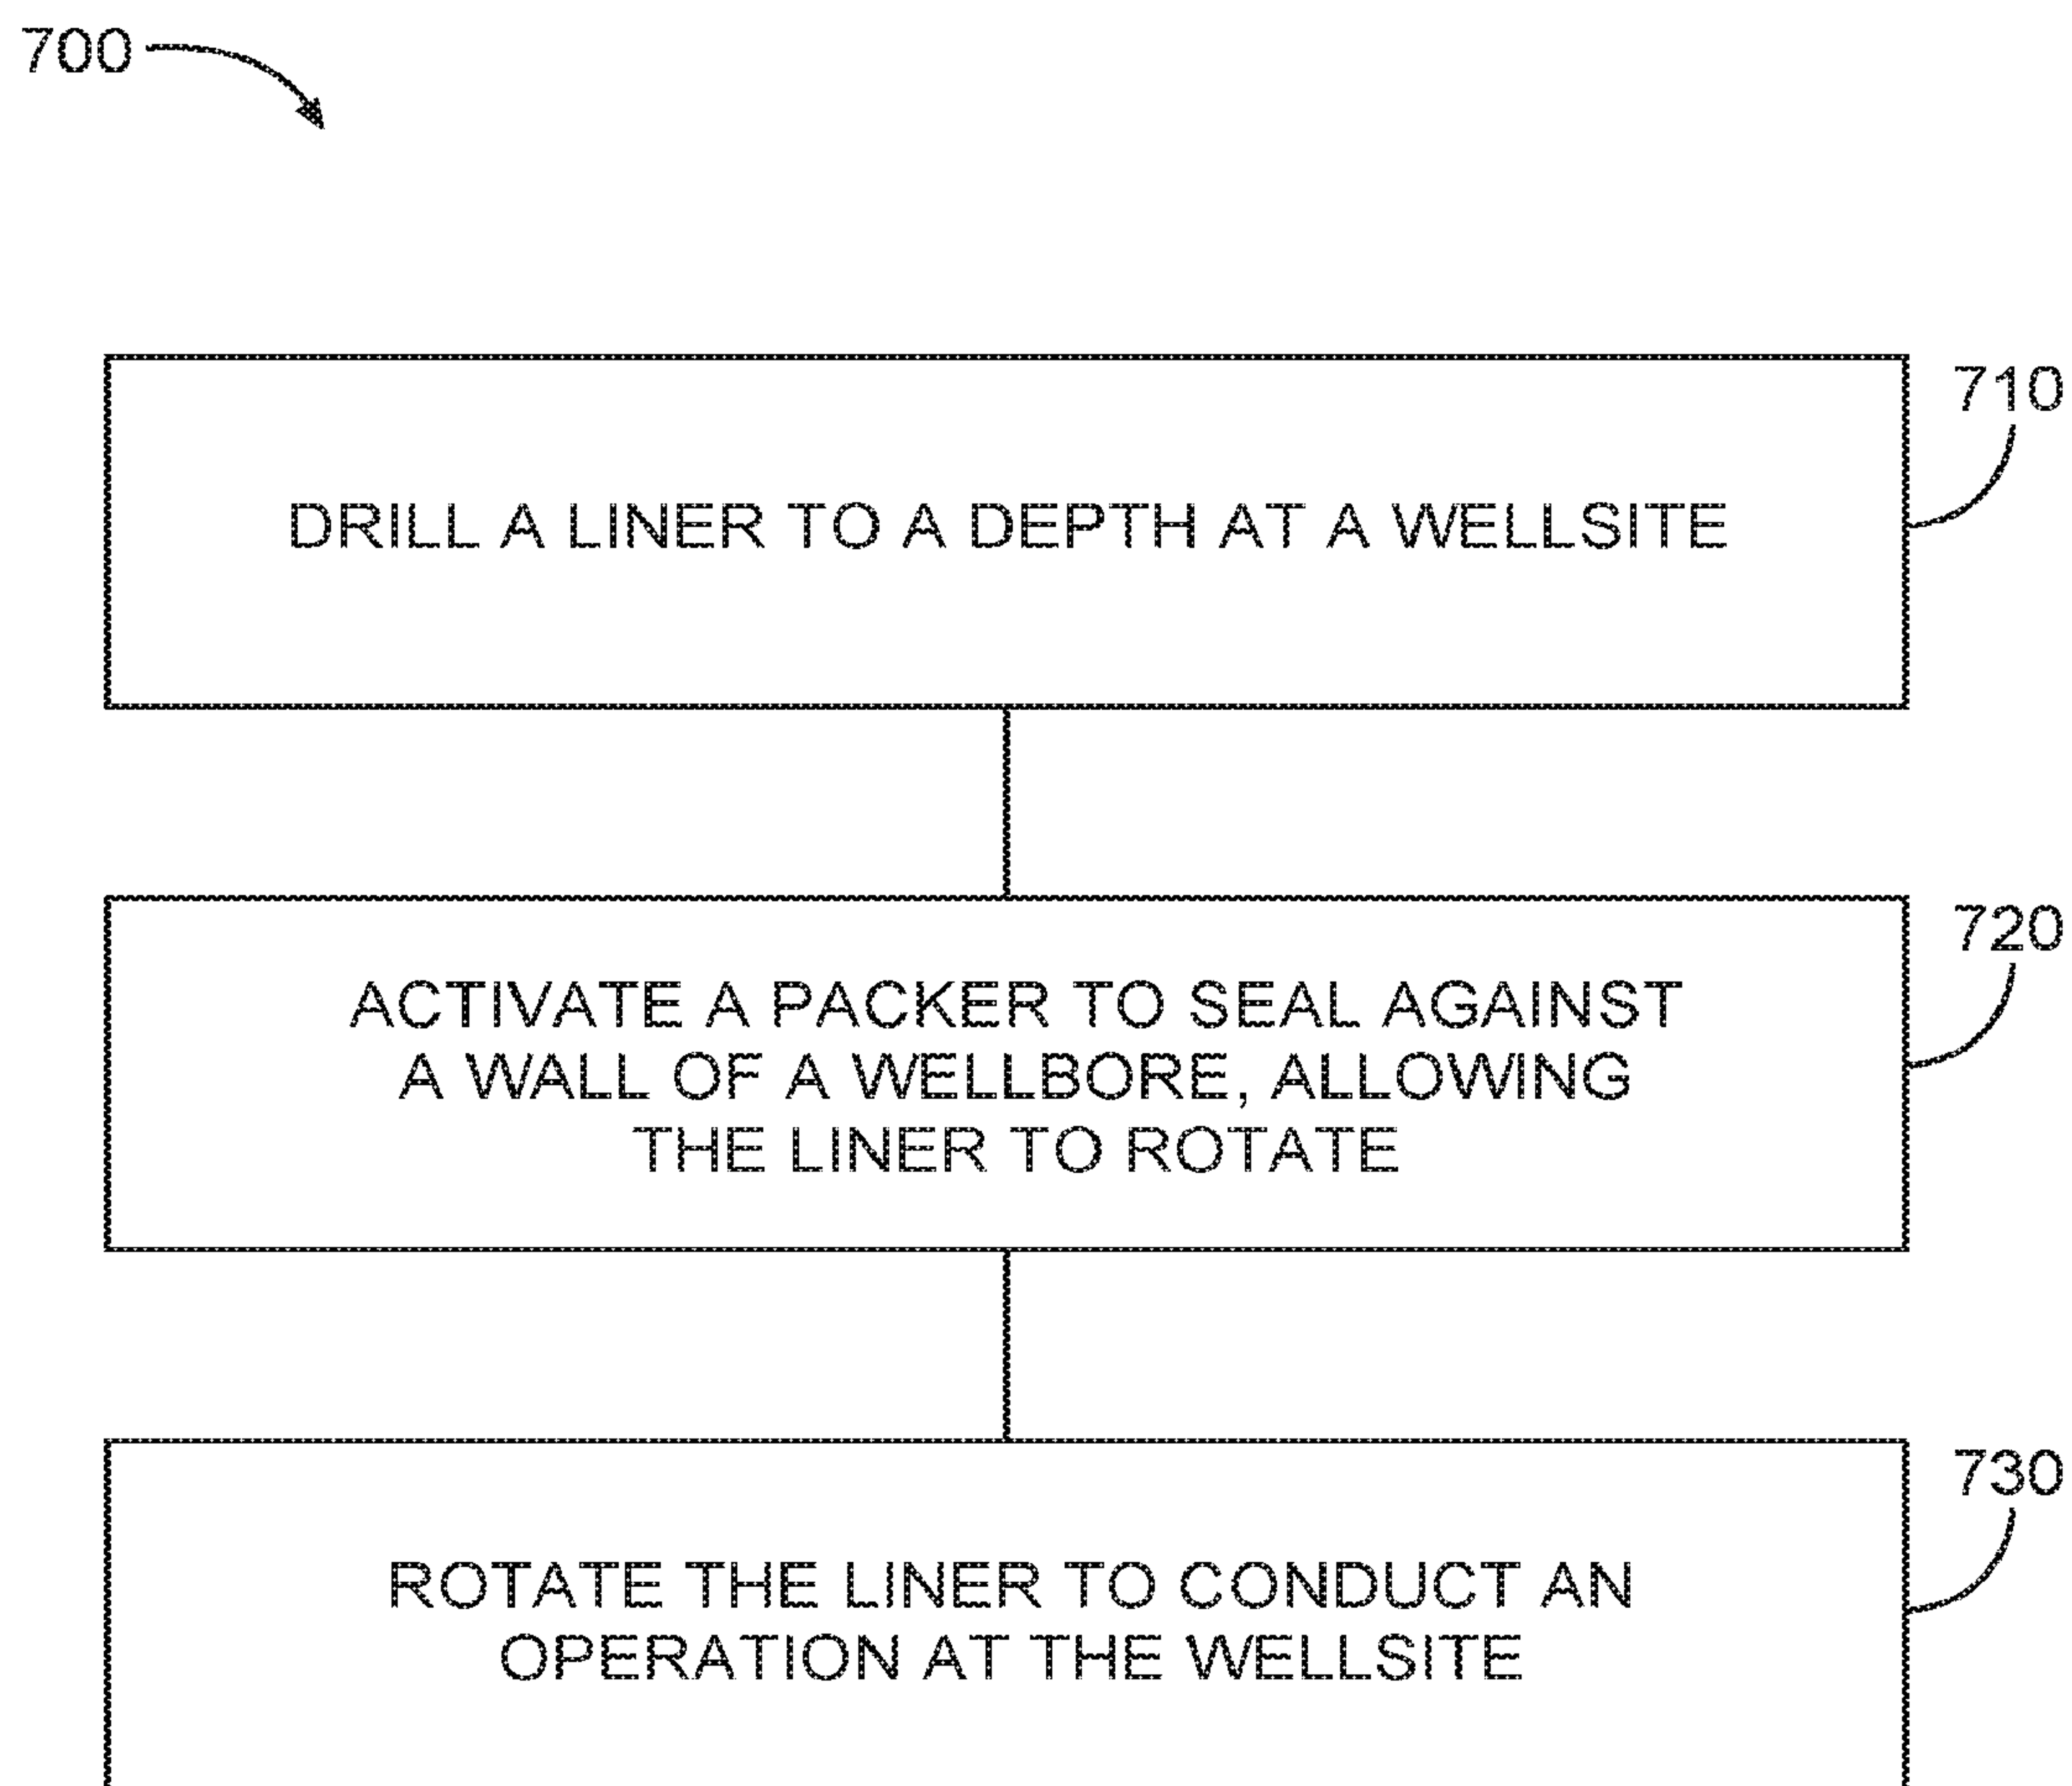 700
710
DRILL A LINER TO A DEPTH AT A WELLSITE
720
ACTIVATE A PACKER TO SEAL AGAINST
A WALL OF A WELLBORE, ALLOWING
THE LINER TO ROTATE
730
ROTATE THE LINER TO CONDUCT AN
OPERATION AT THE WELLSITE